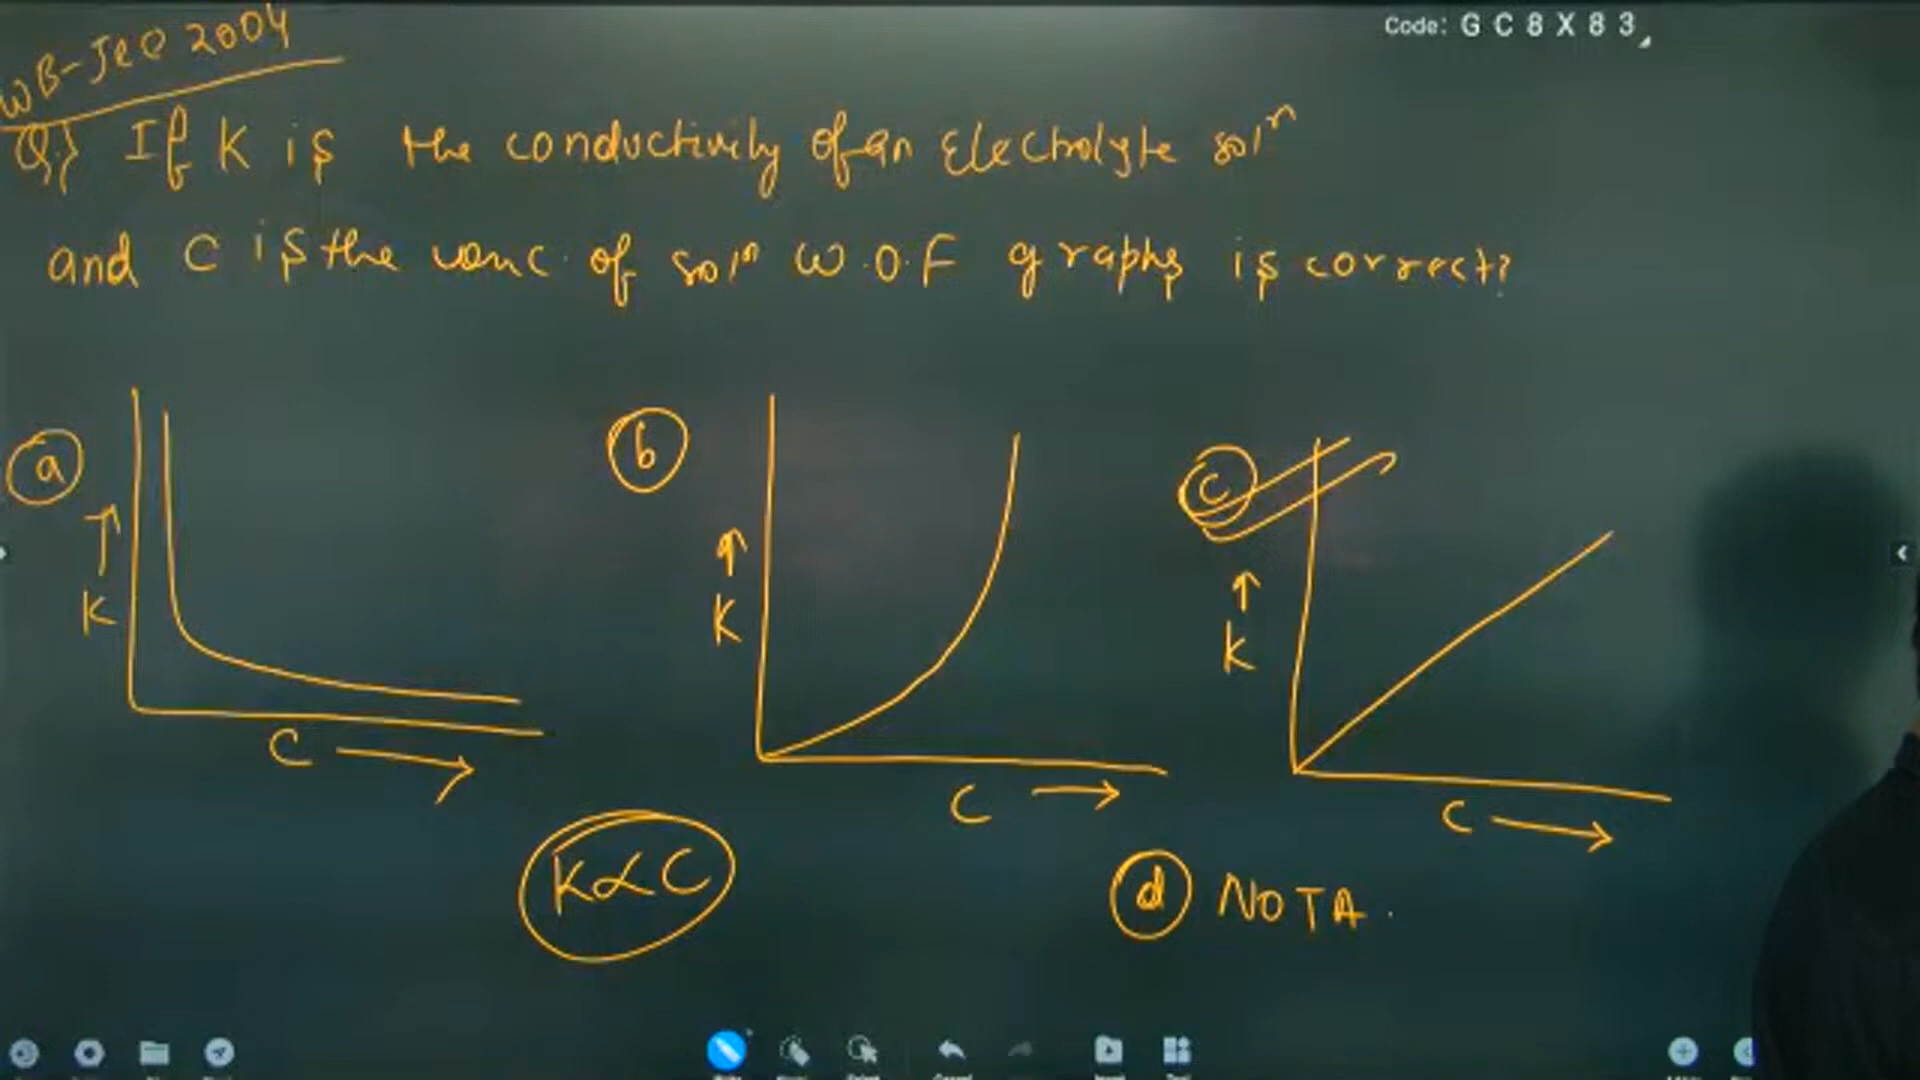 Code: G C 8 X 8 3
WB-JEE 2004
Q.} If K is the conductivity of an Electrolyte solⁿ
and C is the conc. of solⁿ W.O.F graphs is correct?
a
b
c
K
K
K
C
C
C
K∝C
d NOTA.